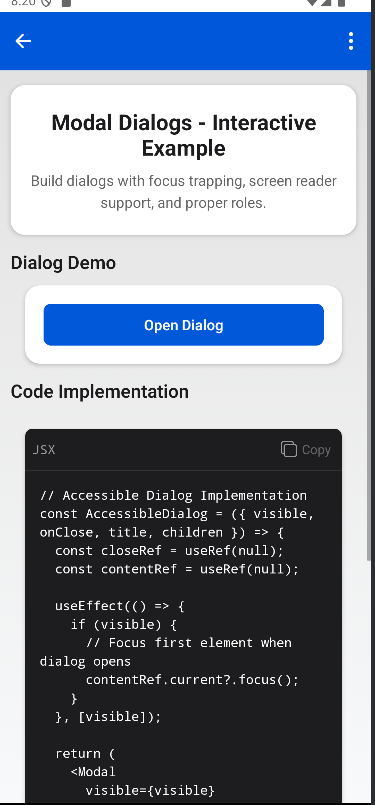 8:20
Modal Dialogs - Interactive
Example
Build dialogs with focus trapping, screen reader
support, and proper roles.
Dialog Demo
Open Dialog
Code Implementation
JSX
Copy
// Accessible Dialog Implementation
const AccessibleDialog = ({ visible,
onClose, title, children }) => {
  const closeRef = useRef(null);
  const contentRef = useRef(null);

  useEffect(() => {
    if (visible) {
      // Focus first element when
dialog opens
      contentRef.current?.focus();
    }
  }, [visible]);

  return (
    <Modal
      visible={visible}